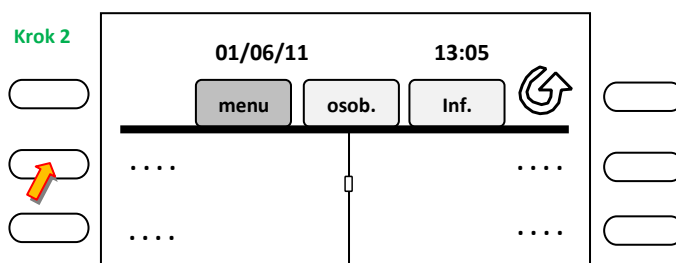 Krok 2
01/06/11 13:05
menu osob. Inf.
.... ....
.... ....